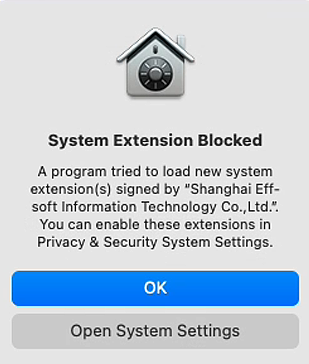 System Extension Blocked
A program tried to load new system
extension(s) signed by “Shanghai Eff-
soft Information Technology Co.,Ltd.”.
You can enable these extensions in
Privacy & Security System Settings.
OK
Open System Settings